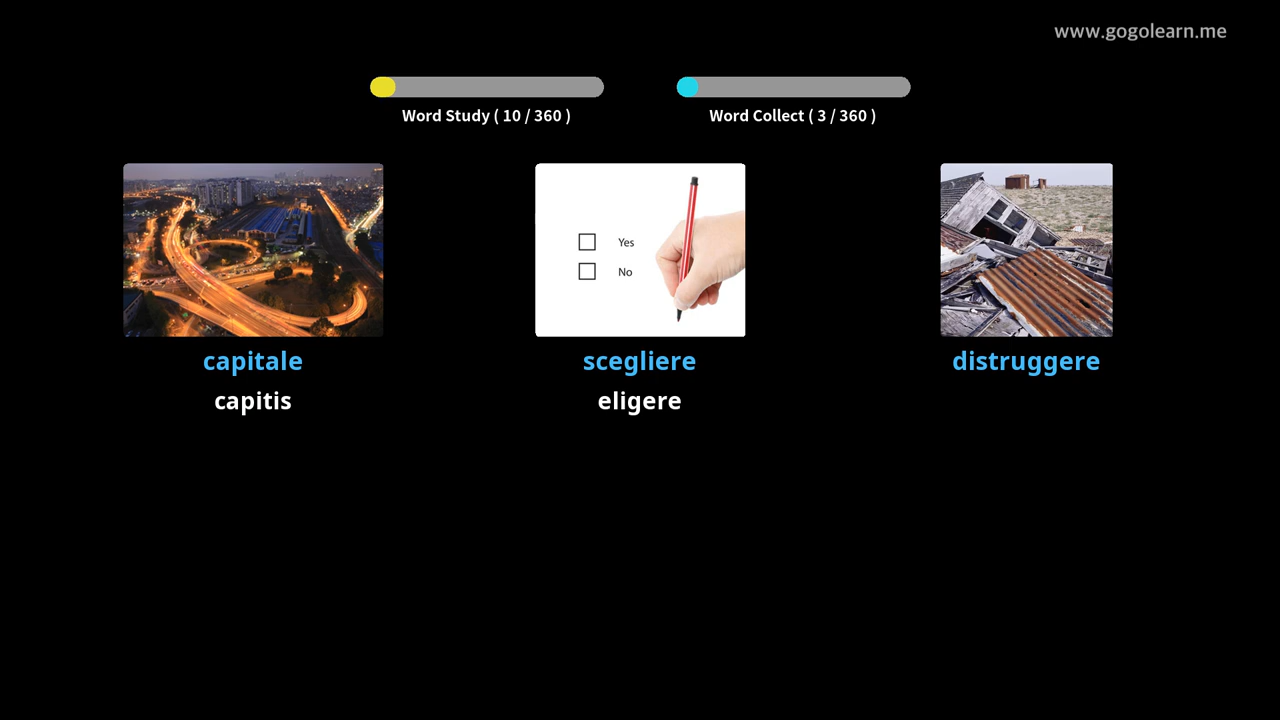 www.gogolearn.me
Word Study ( 10 / 360 )
Word Collect ( 3 / 360 )
Yes
No
capitale
scegliere
distruggere
capitis
eligere